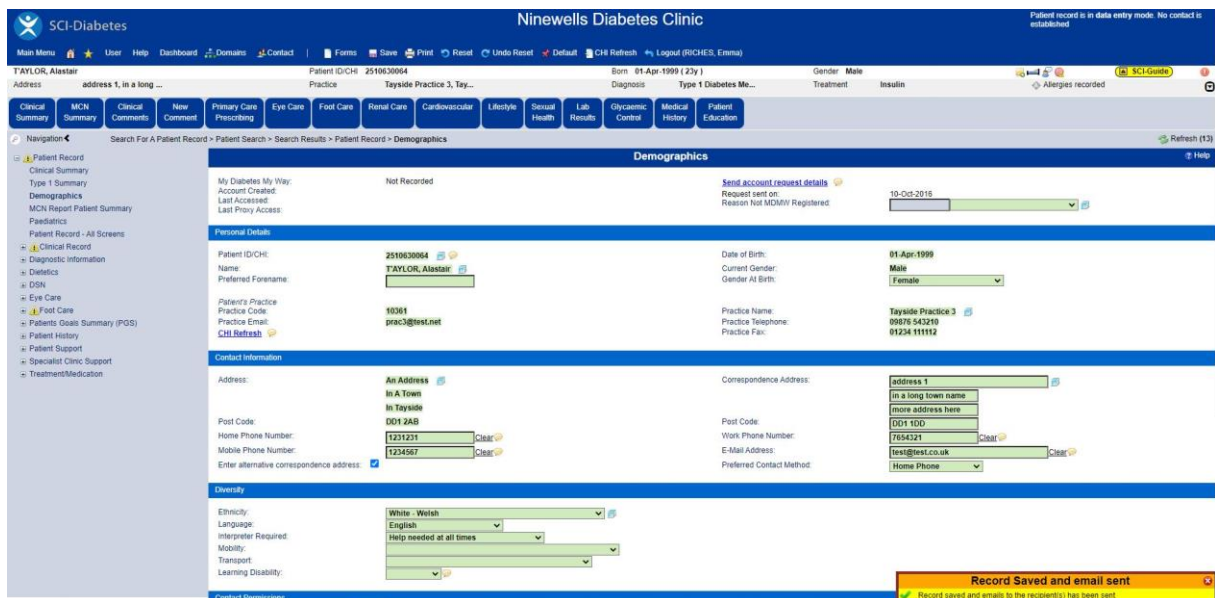 SCI-Diabetes
Ninewells Diabetes Clinic
Patient record is in data entry mode. No contact is
established
Main Menu User Help Dashboard Domains Contact | Forms Save Print Reset Undo Reset Default CHI Refresh Logout (RICHES, Emma)
T'AYLOR, Alastair Patient ID/CHI 2510630064 Born 01-Apr-1999 ( 23y ) Gender Male SCI-Guide
Address address 1, in a long ... Practice Tayside Practice 3, Tay... Diagnosis Type 1 Diabetes Me... Treatment Insulin Allergies recorded
Clinical Summary MCN Summary Clinical Comments New Comment Primary Care Prescribing Eye Care Foot Care Renal Care Cardiovascular Lifestyle Sexual Health Lab Results Glycaemic Control Medical History Patient Education
Navigation Search For A Patient Record > Patient Search > Search Results > Patient Record > Demographics Refresh (13)
Patient Record
Clinical Summary
Type 1 Summary
Demographics
MCN Report Patient Summary
Paediatrics
Patient Record - All Screens
Clinical Record
Diagnostic Information
Dietetics
DSN
Eye Care
Foot Care
Patients Goals Summary (PGS)
Patient History
Patient Support
Specialist Clinic Support
Treatment/Medication
Demographics Help
My Diabetes My Way: Not Recorded Send account request details
Account Created:
Last Accessed: Request sent on: 10-Oct-2016
Last Proxy Access: Reason Not MDMW Registered:
Personal Details
Patient ID/CHI: 2510630064 Date of Birth: 01-Apr-1999
Name: T'AYLOR, Alastair Current Gender: Male
Preferred Forename: Gender At Birth: Female
Patient's Practice
Practice Code: 10361 Practice Name: Tayside Practice 3
Practice Email: prac3@test.net Practice Telephone: 09876 543210
CHI Refresh Practice Fax: 01234 111112
Contact Information
Address: An Address Correspondence Address: address 1
In A Town in a long town name
In Tayside more address here
Post Code: DD1 2AB Post Code: DD1 1DD
Home Phone Number: 1231231 Clear Work Phone Number: 7654321 Clear
Mobile Phone Number: 1234567 Clear E-Mail Address: test@test.co.uk Clear
Enter alternative correspondence address: Preferred Contact Method: Home Phone
Diversity
Ethnicity: White - Welsh
Language: English
Interpreter Required: Help needed at all times
Mobility:
Transport:
Learning Disability:
Contact Permissions
Record Saved and email sent
Record saved and emails to the recipient(s) has been sent